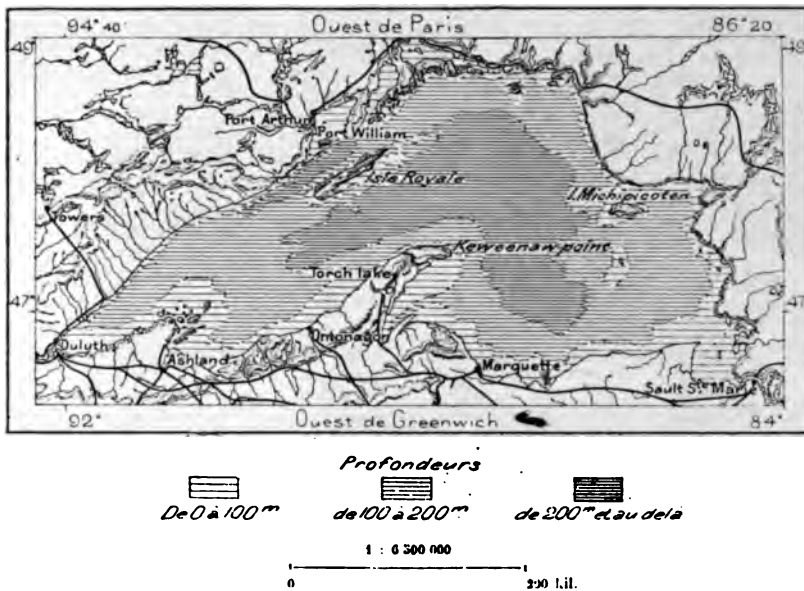 94° 40' Ouest de Paris 86° 20
49° 49°
Port Arthur
Port William
Isle Royale
I. Michipicoten
Towers
Keweenaw point
Torch lake
47° 47°
Ontonagon
Duluth
Ashland
Marquette
Sault Ste Marie
92° Ouest de Greenwich 84°
Profondeurs
De 0 à 100m de 100 à 200m de 200m et au delà
1 : 6 500 000
0 200 kil.